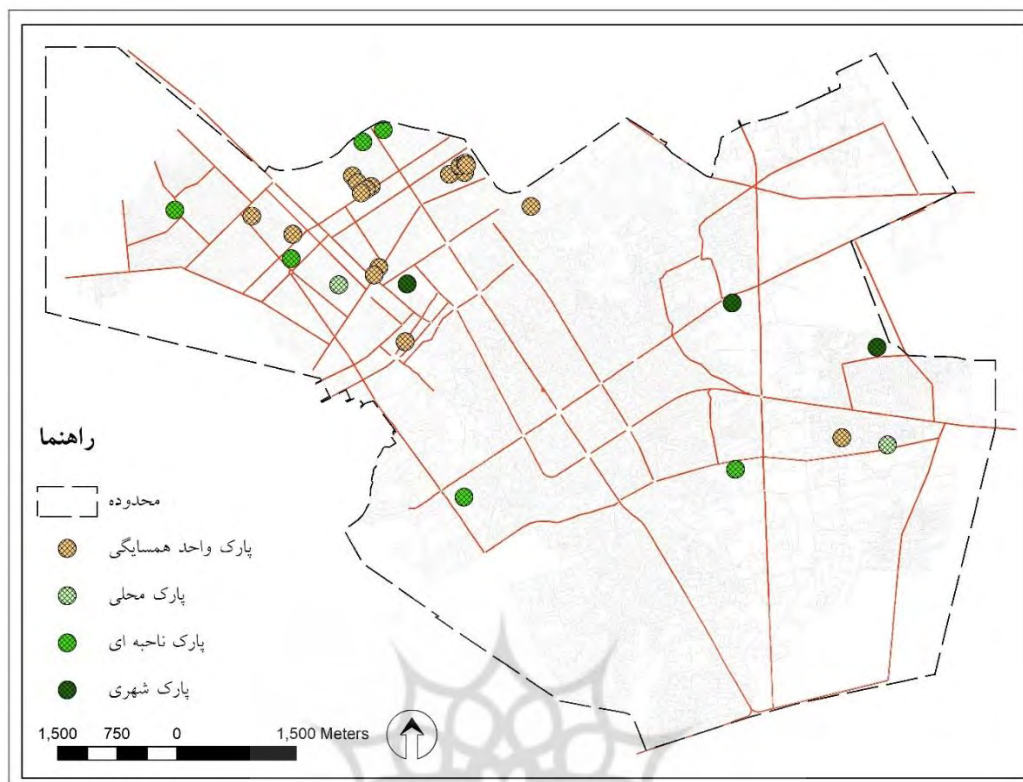 راهنما
محدوده
پارک واحد همسایگی
پارک محلی
پارک ناحیه ای
پارک شهری
1,500 750 0 1,500 Meters